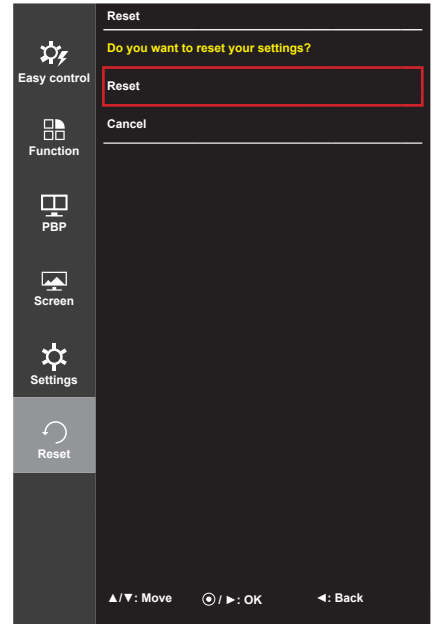 Reset
Do you want to reset your settings?
Reset
Cancel
Easy control
Function
PBP
Screen
Settings
Reset
▲/▼: Move ⦿ / ►: OK ◄: Back